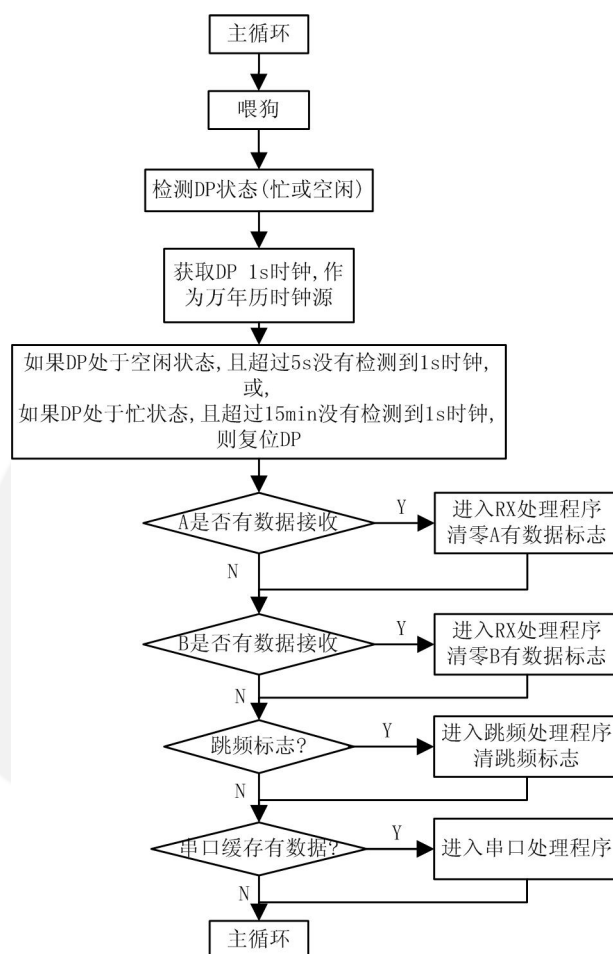 主循环
喂狗
检测DP状态(忙或空闲)
获取DP 1s时钟,作
为万年历时钟源
如果DP处于空闲状态,且超过5s没有检测到1s时钟,
或,
如果DP处于忙状态,且超过15min没有检测到1s时钟,
则复位DP
A是否有数据接收
Y
进入RX处理程序
清零A有数据标志
N
B是否有数据接收
Y
进入RX处理程序
清零B有数据标志
N
跳频标志?
Y
进入跳频处理程序
清跳频标志
N
串口缓存有数据?
Y
进入串口处理程序
N
主循环